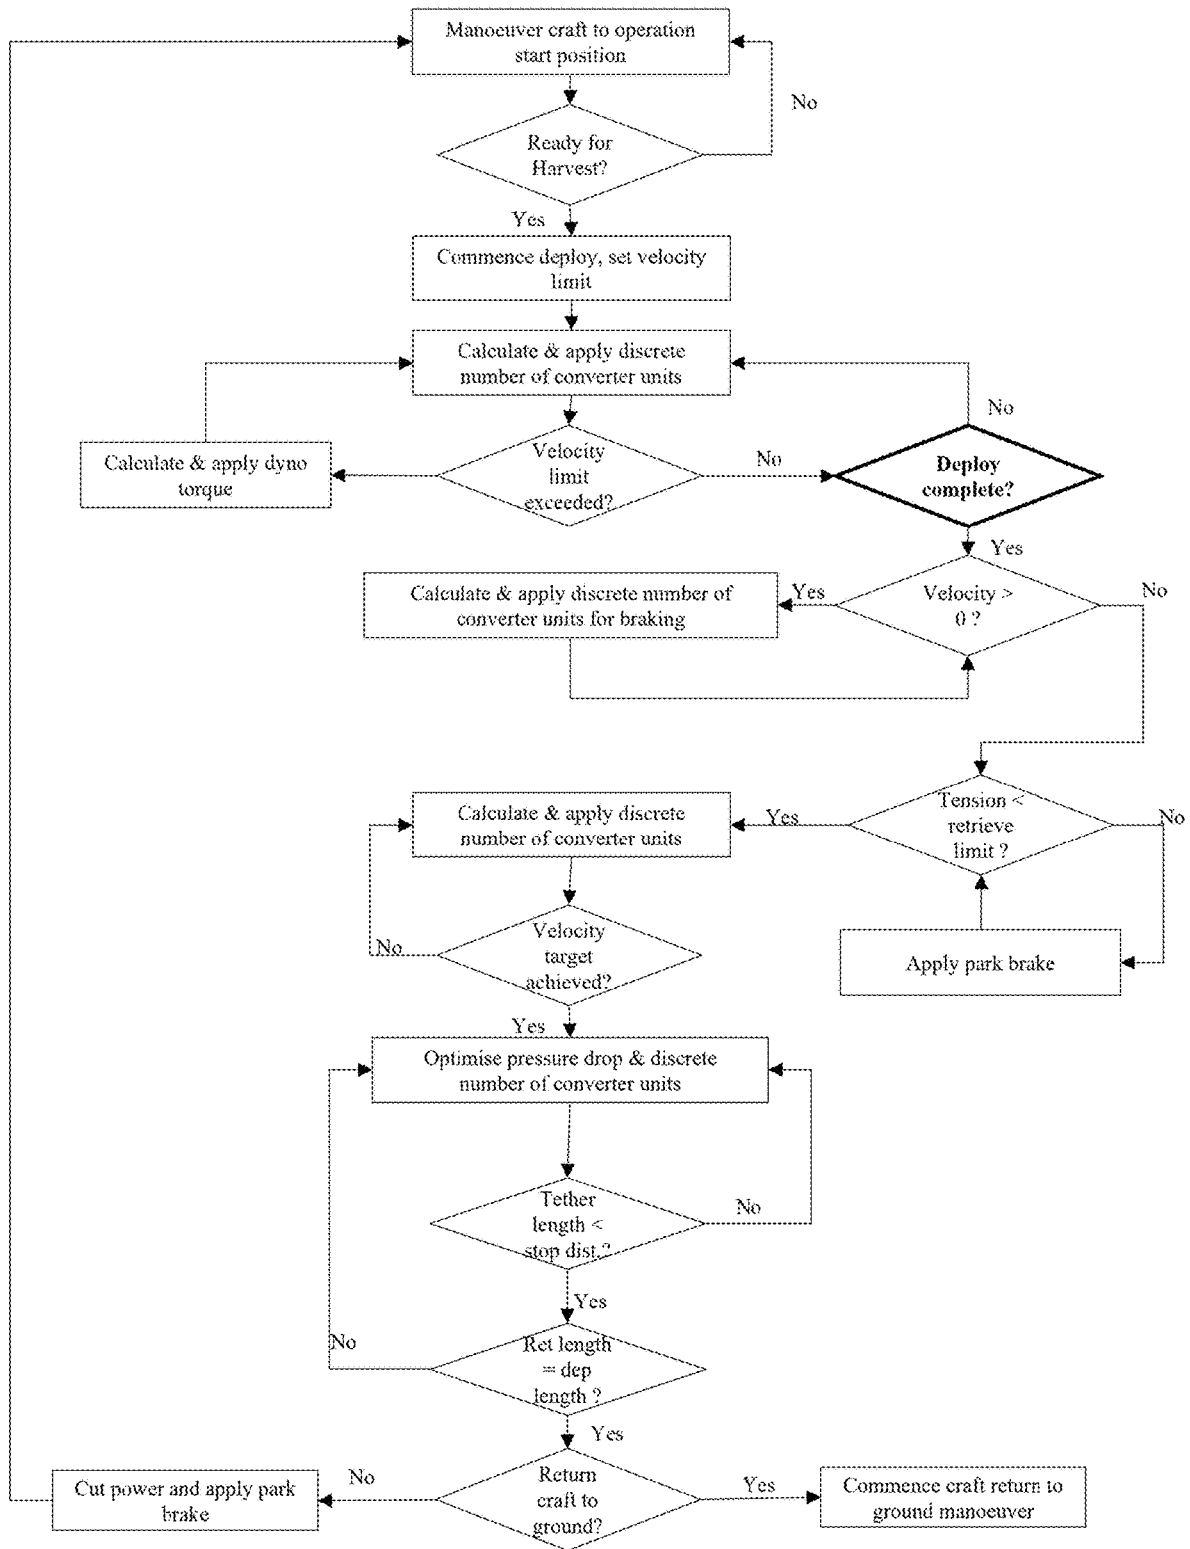 Manoeuver craft to operation
start position
No
Ready for
Harvest?
Yes
Commence deploy, set velocity
limit
Calculate & apply discrete
number of converter units
No
Calculate & apply dyno
torque
Velocity
limit
exceeded?
No
Deploy
complete?
Yes
Calculate & apply discrete number of
converter units for braking
Yes
Velocity >
0 ?
No
Calculate & apply discrete
number of converter units
Yes
Tension <
retrieve
limit ?
No
No
Velocity
target
achieved?
Apply park brake
Yes
Optimise pressure drop & discrete
number of converter units
Tether
length <
stop dist.?
No
Yes
No
Ret length
= dep
length ?
Yes
Cut power and apply park
brake
No
Return
craft to
ground?
Yes
Commence craft return to
ground manoeuver